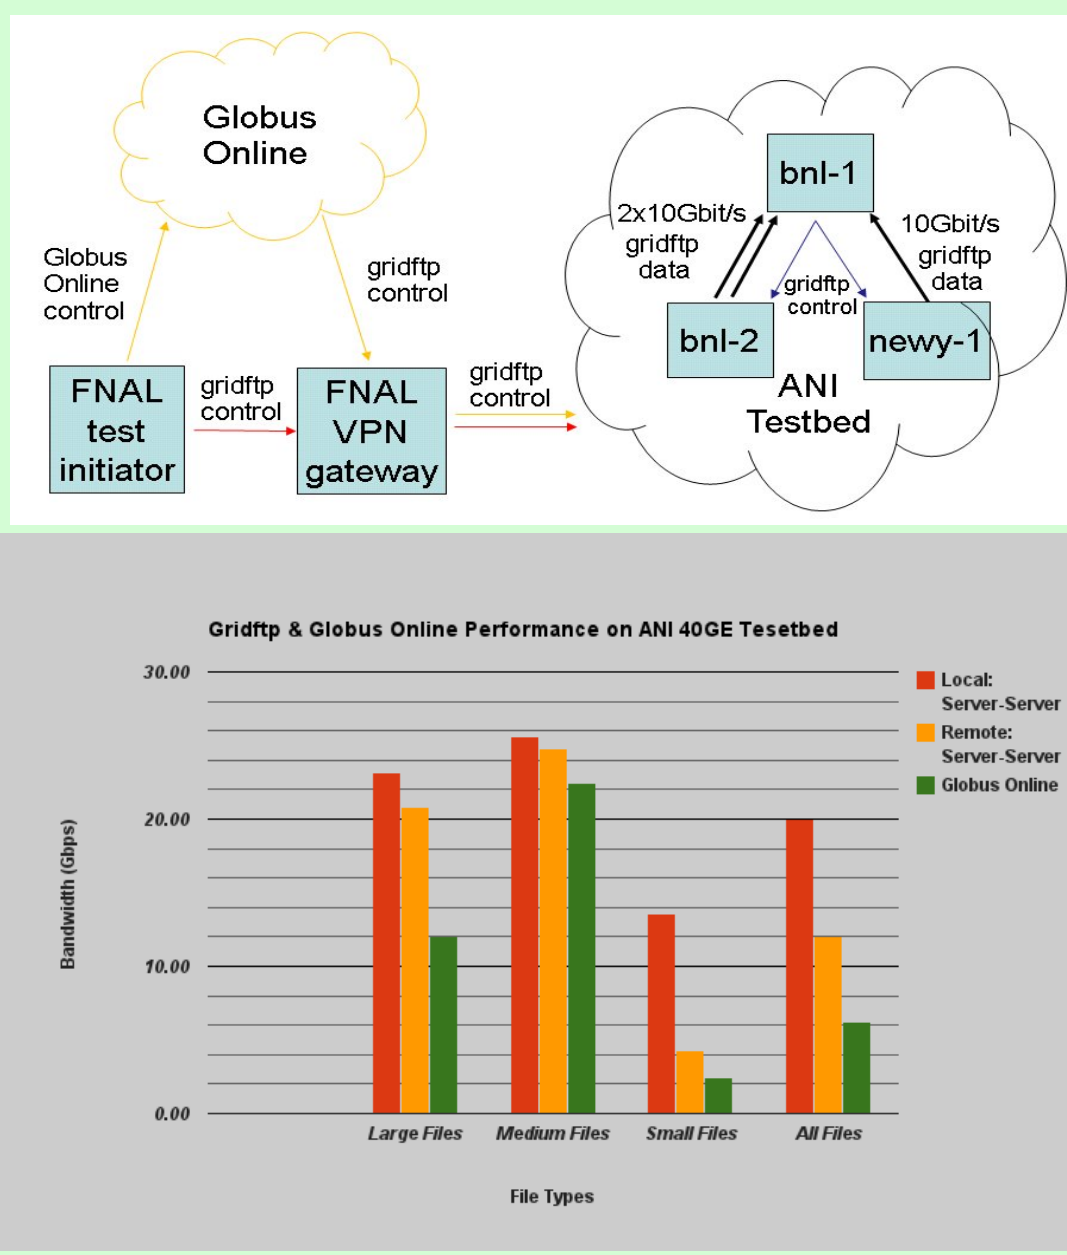 Globus
Online
Globus
Online
control
gridftp
control
FNAL
test
initiator
gridftp
control
FNAL
VPN
gateway
gridftp
control
bnl-1
2x10Gbit/s
gridftp
data
10Gbit/s
gridftp
data
gridftp
control
bnl-2
newy-1
ANI
Testbed
Gridftp & Globus Online Performance on ANI 40GE Tesetbed
30.00
20.00
10.00
0.00
Bandwidth (Gbps)
Local:
Server-Server
Remote:
Server-Server
Globus Online
Large Files
Medium Files
Small Files
All Files
File Types